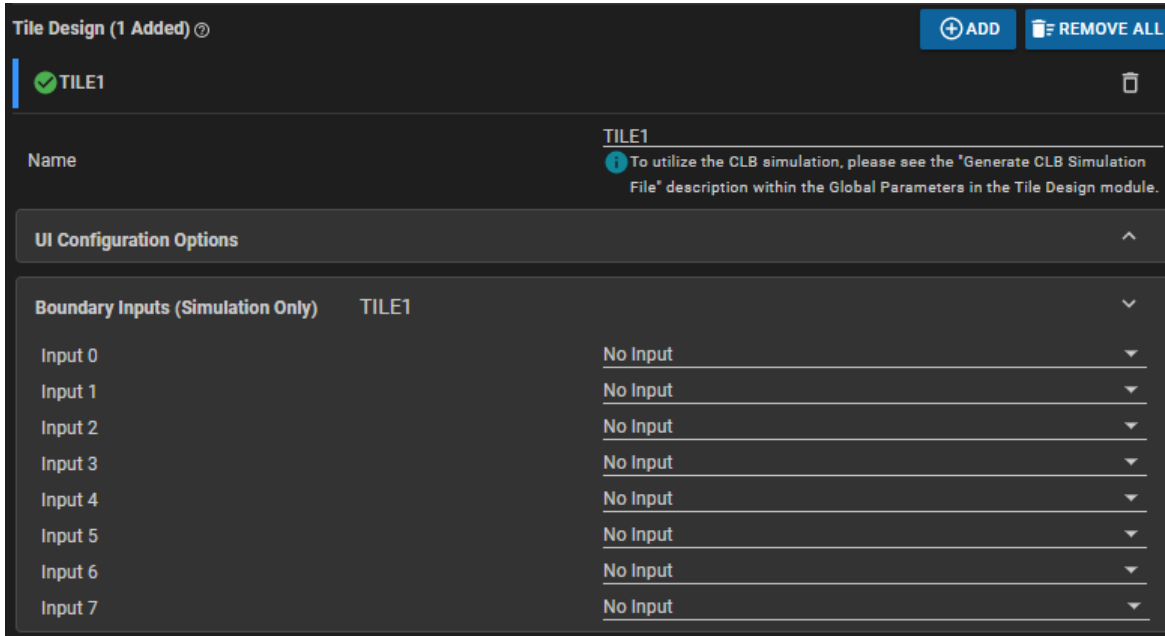 Tile Design (1 Added) ?
ADD
REMOVE ALL
TILE1
Name
TILE1
To utilize the CLB simulation, please see the "Generate CLB Simulation
File" description within the Global Parameters in the Tile Design module.
UI Configuration Options
Boundary Inputs (Simulation Only) TILE1
Input 0 No Input
Input 1 No Input
Input 2 No Input
Input 3 No Input
Input 4 No Input
Input 5 No Input
Input 6 No Input
Input 7 No Input